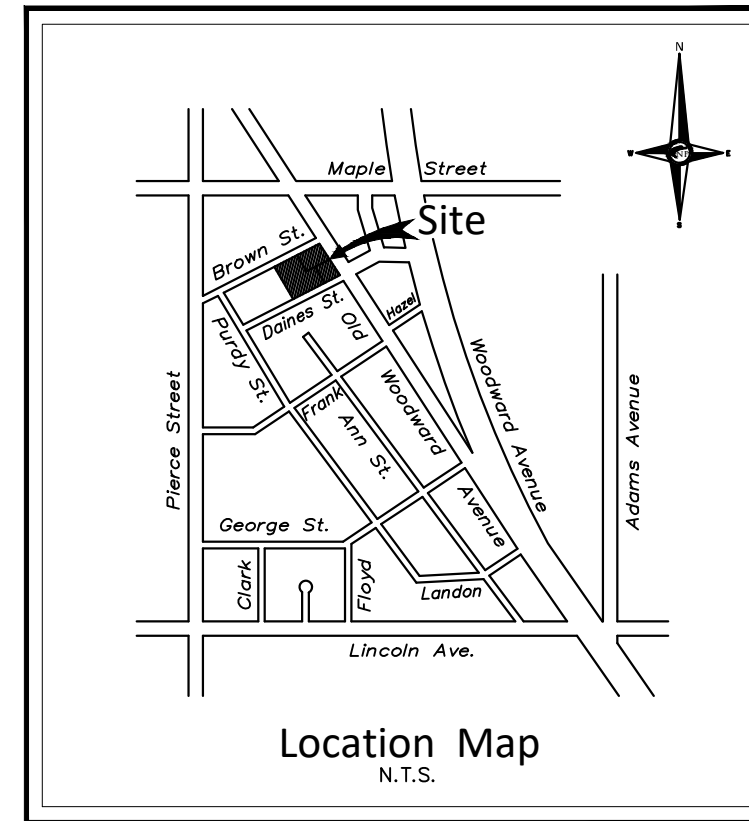 N
W
E
S
Maple Street
Site
Brown St.
Daines St.
Hazel
Old
Woodward
Avenue
Purdy St.
Frank
Ann St.
Woodward Avenue
Adams Avenue
Pierce Street
George St.
Clark
Floyd
Landon
Lincoln Ave.
Location Map
N.T.S.